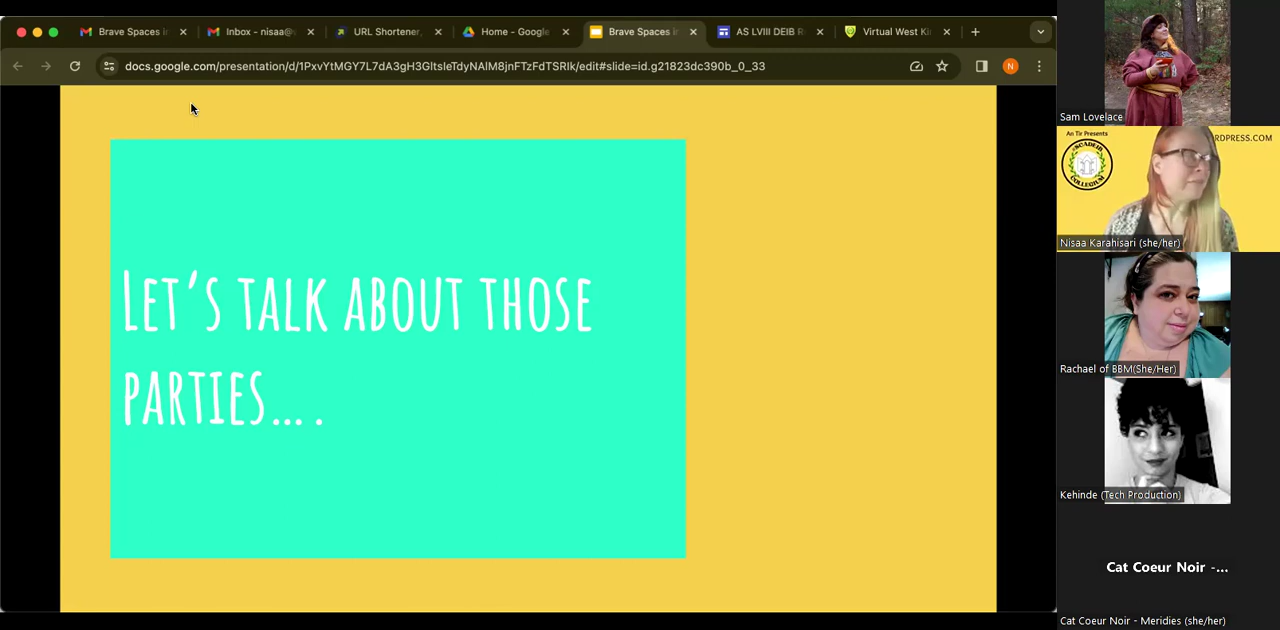 Brave Spaces i
Inbox - nisaa@
URL Shortener,
Home - Google
Brave Spaces i
AS LVIII DEIB R
Virtual West Ki
docs.google.com/presentation/d/1PxvYtMGY7L7dA3gH3GltsIeTdyNAIM8jnFTzFdTSRIk/edit#slide=id.g21823dc390b_0_33
N
LET'S TALK ABOUT THOSE
PARTIES....
Sam Lovelace
An Tir Presents
RDPRESS.COM
SCADEIB
COLLEGIUM
Nisaa Karahisari (she/her)
Rachael of BBM(She/Her)
Kehinde (Tech Production)
Cat Coeur Noir -...
Cat Coeur Noir - Meridies (she/her)